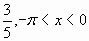 3/5, -π < x < 0